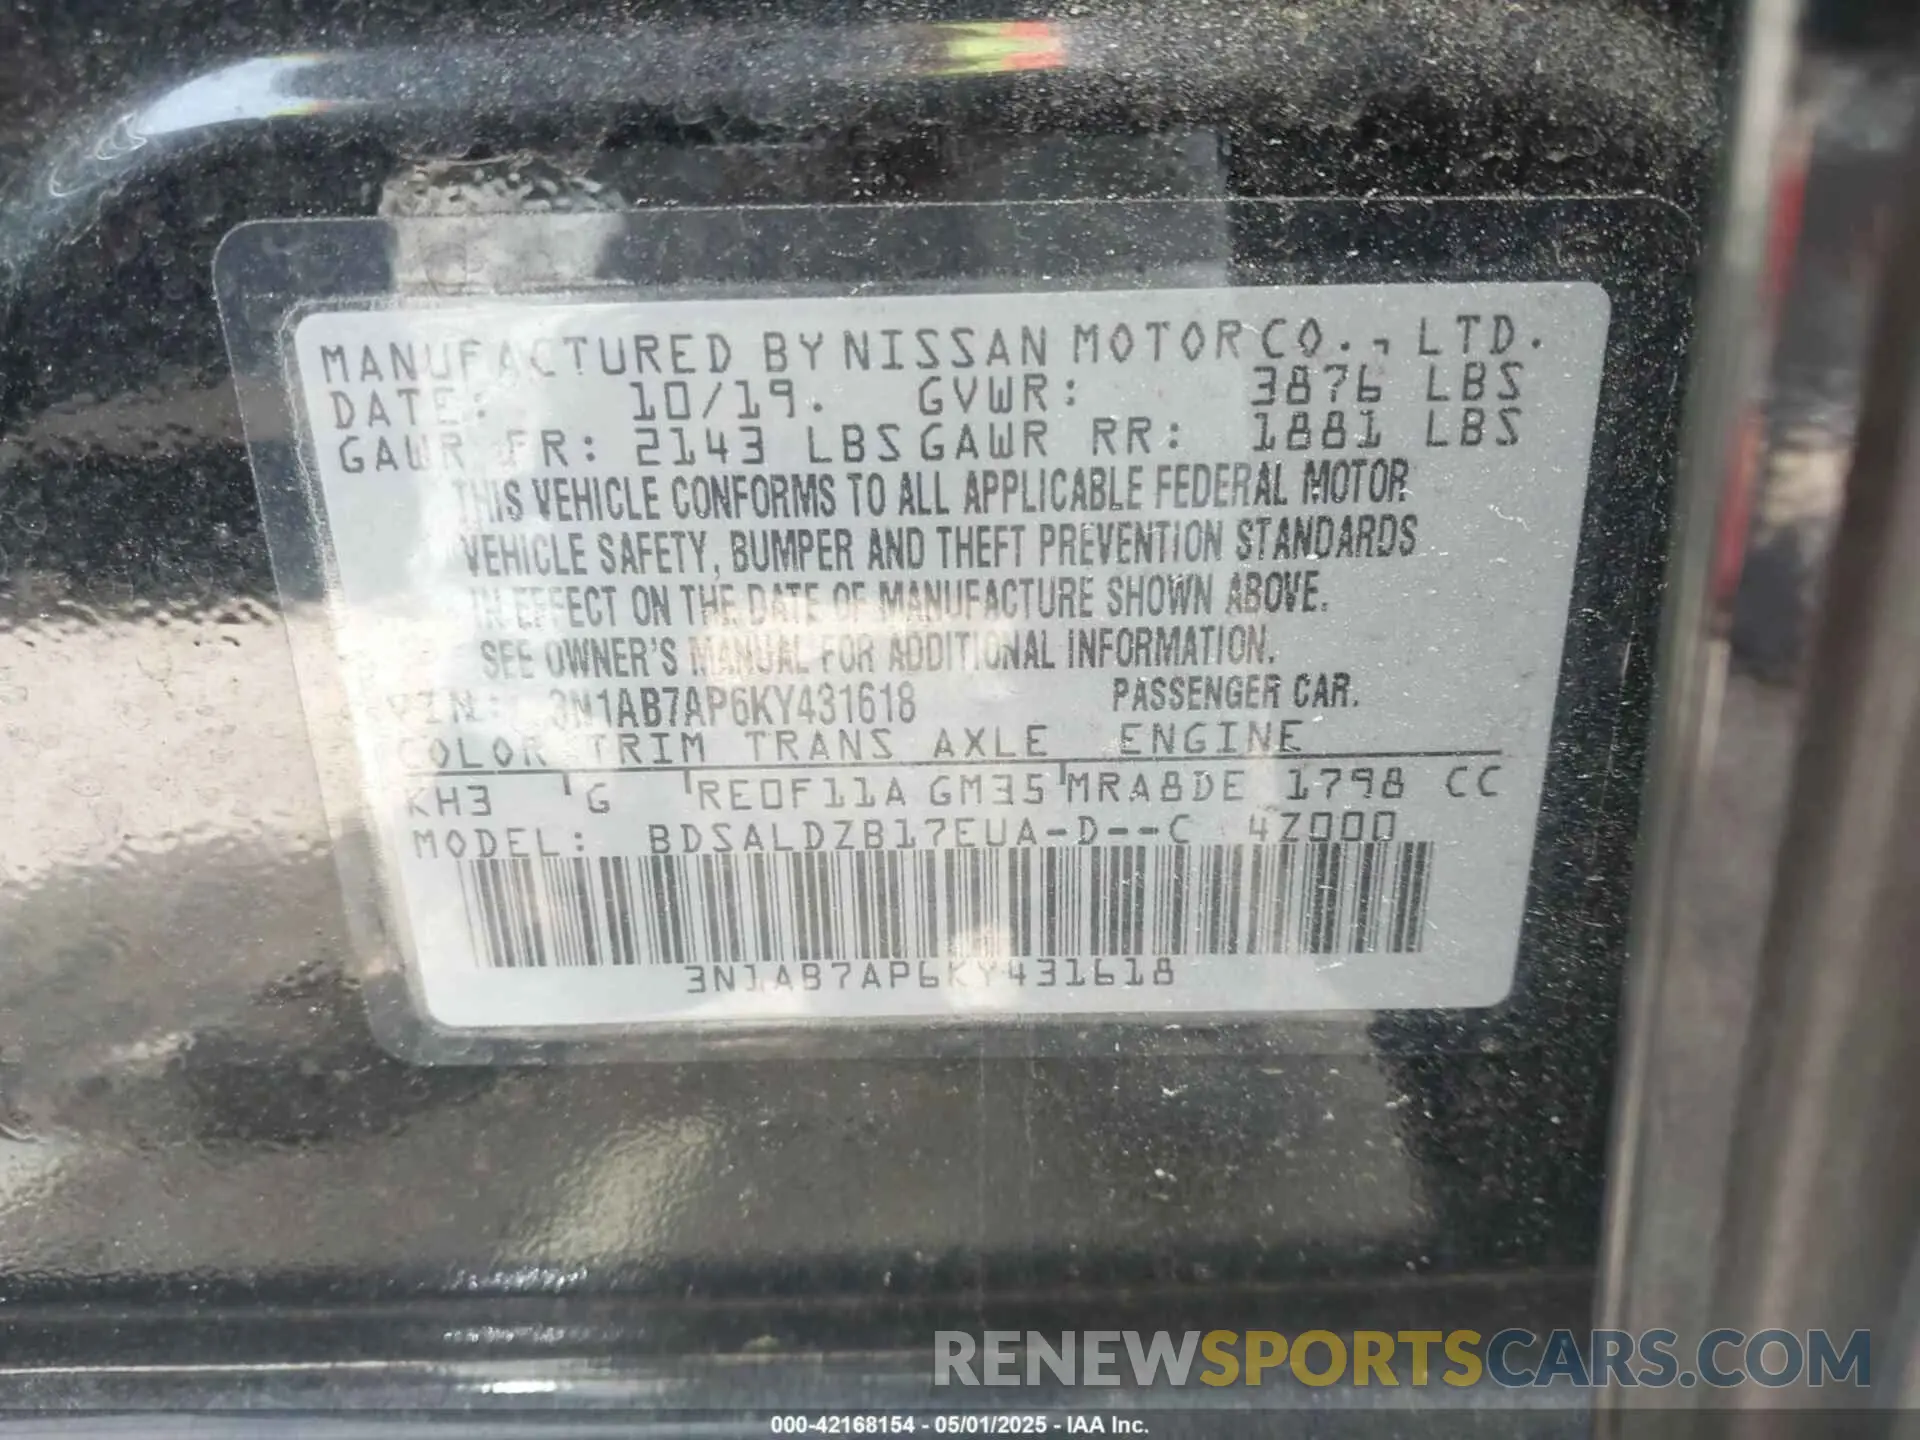 MANUFACTURED BY NISSAN MOTOR CO., LTD.
DATE: 10/19. GVWR: 3876 LBS
GAWR FR: 2143 LBS GAWR RR: 1881 LBS
THIS VEHICLE CONFORMS TO ALL APPLICABLE FEDERAL MOTOR
VEHICLE SAFETY, BUMPER AND THEFT PREVENTION STANDARDS
IN EFFECT ON THE DATE OF MANUFACTURE SHOWN ABOVE.
SEE OWNER'S MANUAL FOR ADDITIONAL INFORMATION.
VIN: 3N1AB7AP6KY431618 PASSENGER CAR.
COLOR TRIM TRANS AXLE ENGINE
KH3 G RE0F11A GM35 MRA8DE 1798 CC
MODEL: BDSALDZB17EUA-D--C 4Z000
3N1AB7AP6KY431618
RENEWSPORTSCARS.COM
000-42168154 - 05/01/2025 - IAA Inc.